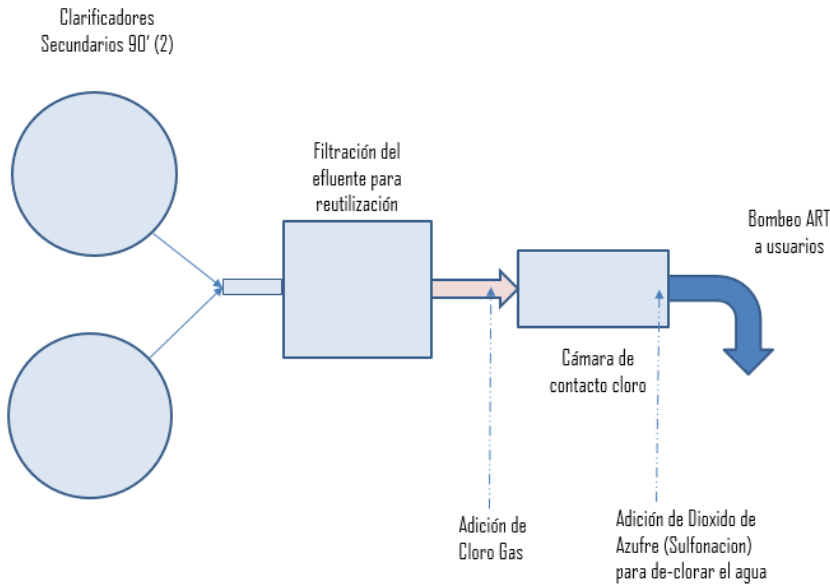 Clarificadores
Secundarios 90' (2)
Filtración del
efluente para
reutilización
Bombeo ART
a usuarios
Cámara de
contacto cloro
Adición de
Cloro Gas
Adición de Dioxido de
Azufre (Sulfonacion)
para de-clorar el agua